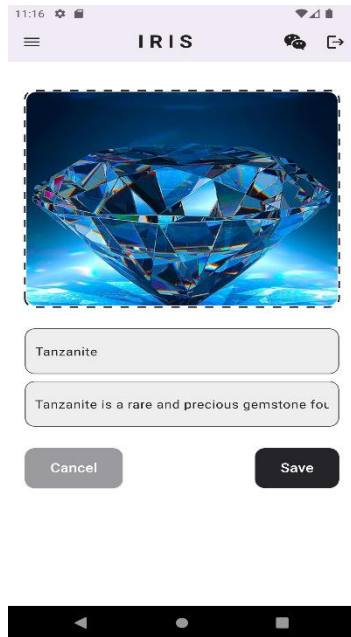 11:16
IRIS
Tanzanite
Tanzanite is a rare and precious gemstone fou
Cancel
Save